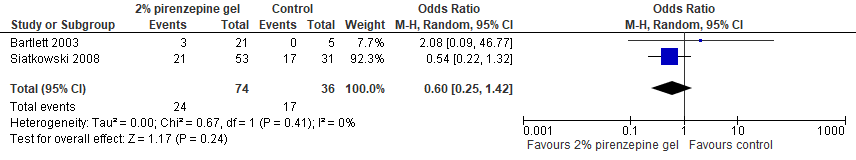 2% pirenzepine gel Control Odds Ratio Odds Ratio
Study or Subgroup Events Total Events Total Weight M-H, Random, 95% CI M-H, Random, 95% CI
Bartlett 2003 3 21 0 5 7.7% 2.08 [0.09, 46.77]
Siatkowski 2008 21 53 17 31 92.3% 0.54 [0.22, 1.32]
Total (95% CI) 74 36 100.0% 0.60 [0.25, 1.42]
Total events 24 17
Heterogeneity: Tau² = 0.00; Chi² = 0.67, df = 1 (P = 0.41); I² = 0%
Test for overall effect: Z = 1.17 (P = 0.24)
0.001 0.1 1 10 1000
Favours 2% pirenzepine gel Favours control